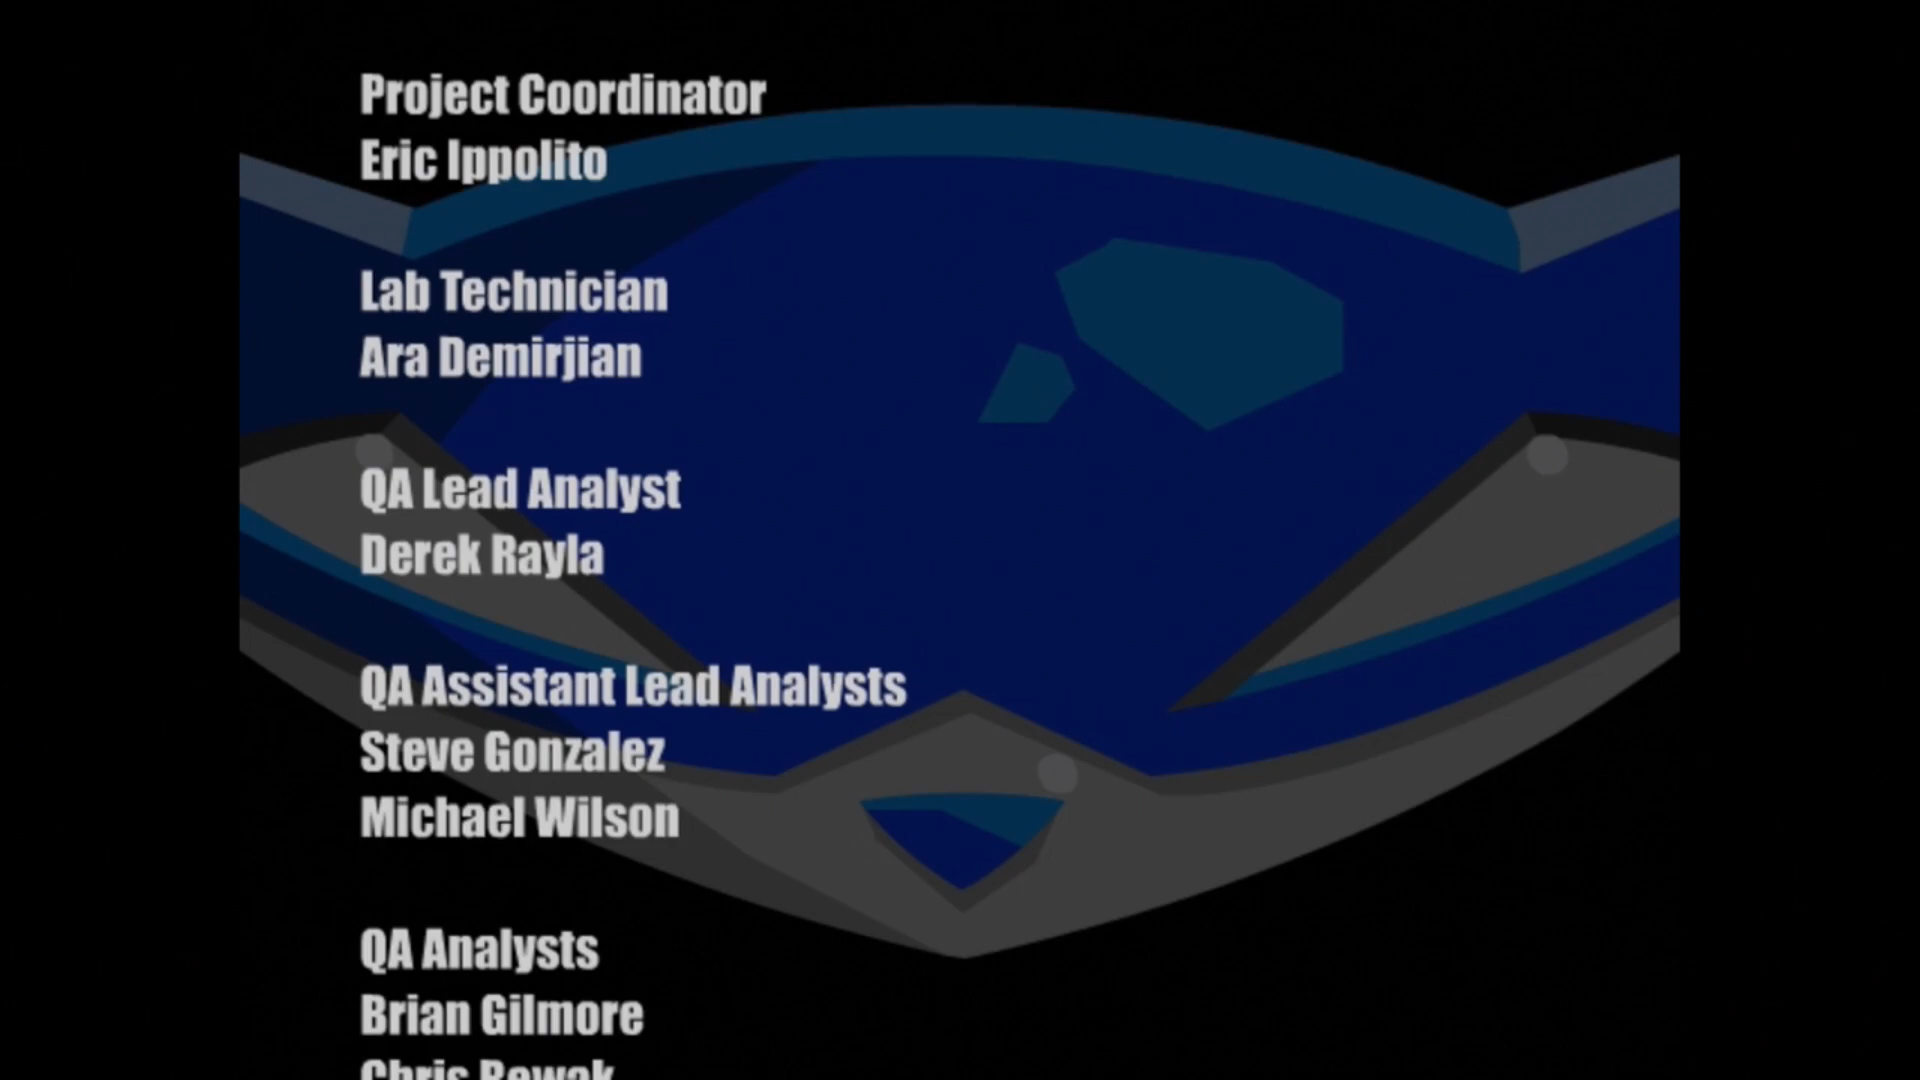 Project Coordinator
Eric Ippolito
Lab Technician
Ara Demirjian
QA Lead Analyst
Derek Rayla
QA Assistant Lead Analysts
Steve Gonzalez
Michael Wilson
QA Analysts
Brian Gilmore
Chris